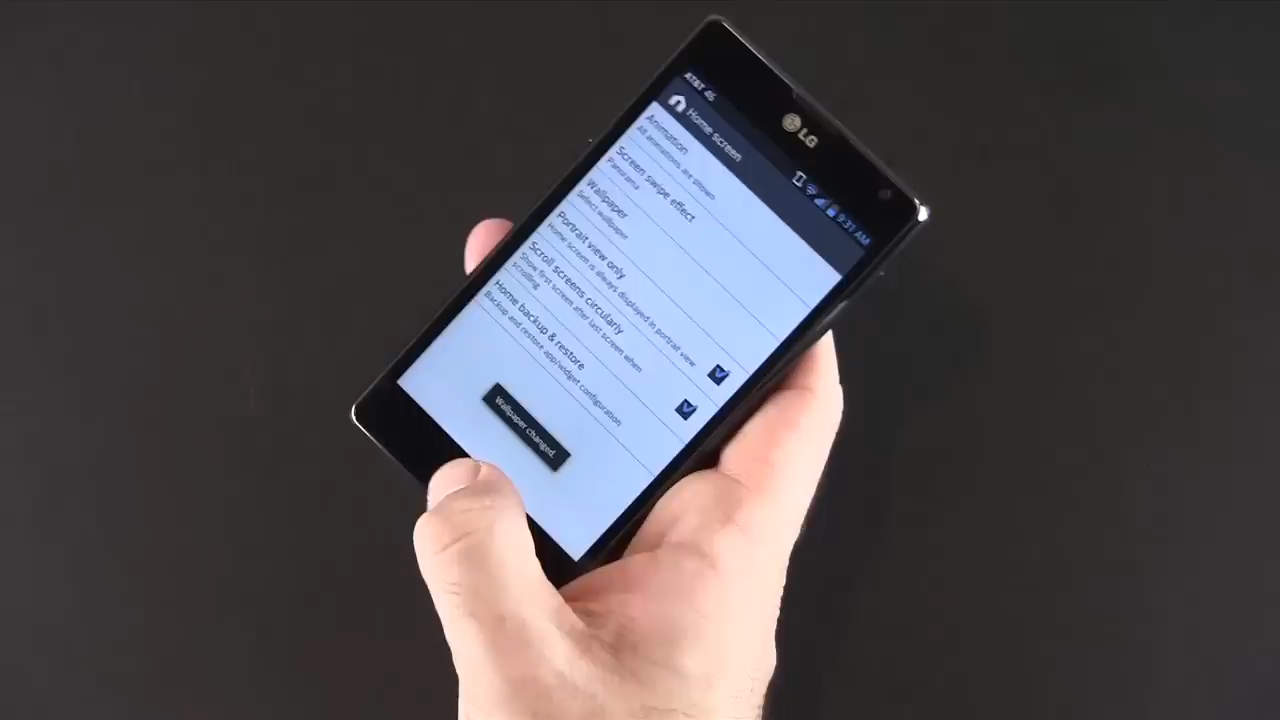 LG
AT&T 4G
9:31 AM
Home screen
Animation
All animations are shown
Screen swipe effect
Panorama
Wallpaper
Select wallpaper
Portrait view only
Home screen is always displayed in portrait view
Scroll screens circularly
Show first screen after last screen when
scrolling
Home backup & restore
Backup and restore app/widget configuration
Wallpaper changed.